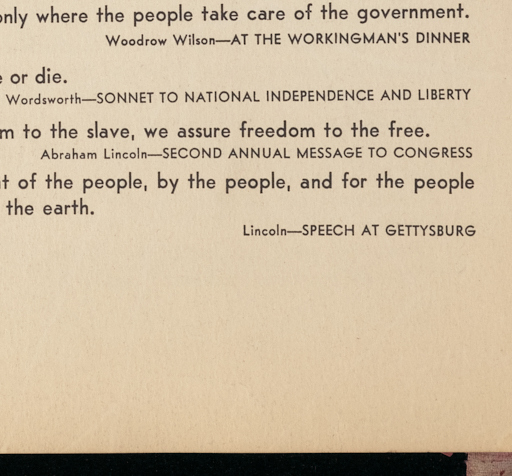 only where the people take care of the government.
Woodrow Wilson—AT THE WORKINGMAN'S DINNER
or die.
Wordsworth—SONNET TO NATIONAL INDEPENDENCE AND LIBERTY
m to the slave, we assure freedom to the free.
Abraham Lincoln—SECOND ANNUAL MESSAGE TO CONGRESS
t of the people, by the people, and for the people
the earth.
Lincoln—SPEECH AT GETTYSBURG